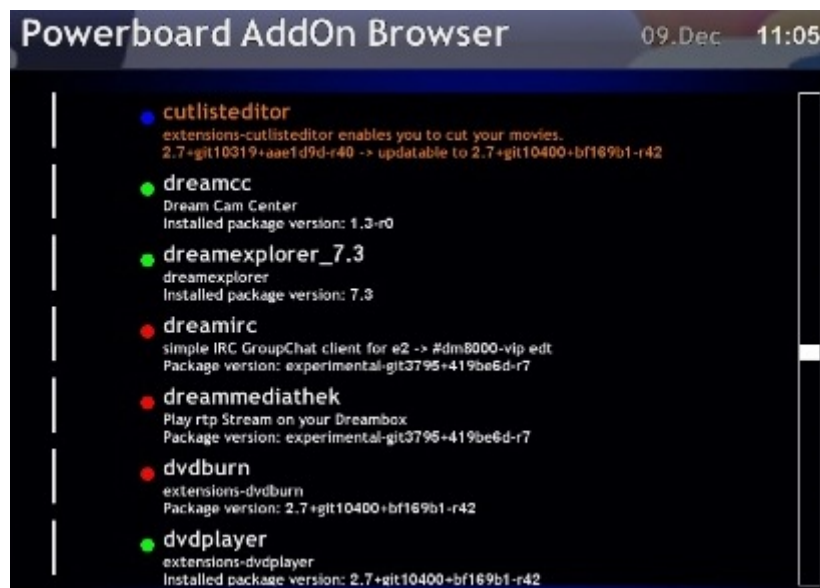 Powerboard AddOn Browser
09.Dec 11:05
cutlisteditor
extensions-cutlisteditor enables you to cut your movies.
2.7+git10319+aae1d9d-r40 -> updatable to 2.7+git10400+bf169b1-r42
dreamcc
Dream Cam Center
Installed package version: 1.3-r0
dreamexplorer_7.3
dreamexplorer
Installed package version: 7.3
dreamirc
simple IRC GroupChat client for e2 -> #dm8000-vip edt
Package version: experimental-git3795+419be6d-r7
dreammediathek
Play rtp Stream on your Dreambox
Package version: experimental-git3795+419be6d-r7
dvdburn
extensions-dvdburn
Package version: 2.7+git10400+bf169b1-r42
dvdplayer
extensions-dvdplayer
Installed package version: 2.7+git10400+bf169b1-r42